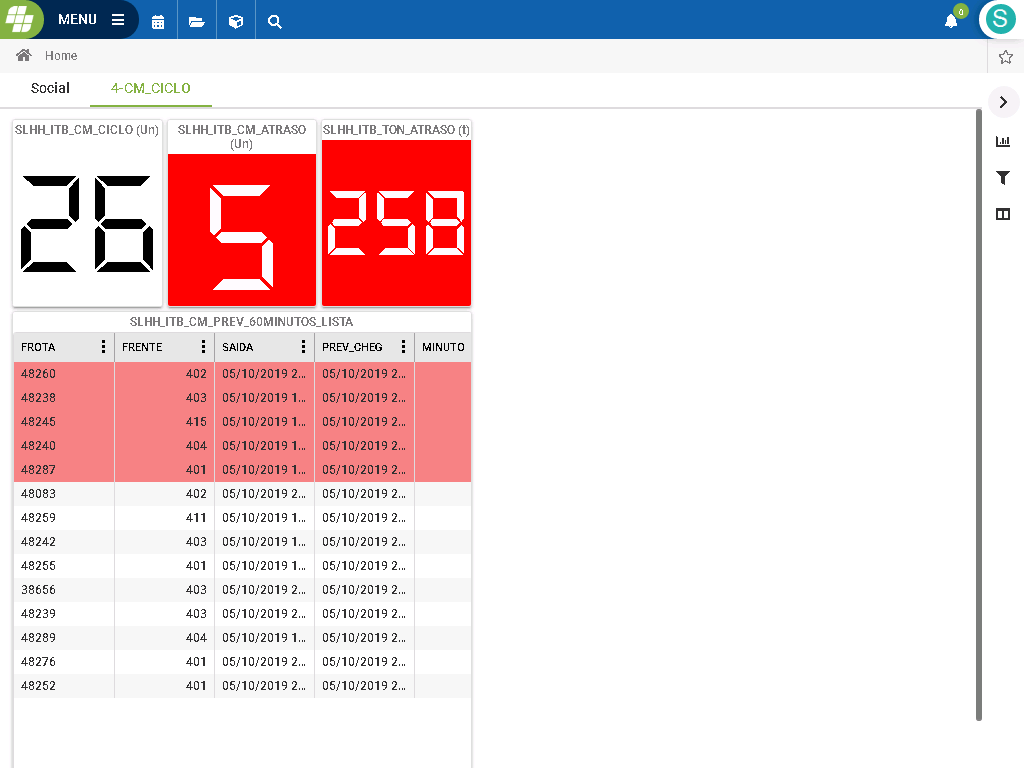 MENU
0
S
Home
Social 4-CM_CICLO
SLHH_ITB_CM_CICLO (Un)
26
SLHH_ITB_CM_ATRASO
(Un)
5
SLHH_ITB_TON_ATRASO (t)
258
SLHH_ITB_CM_PREV_60MINUTOS_LISTA
FROTA FRENTE SAIDA PREV_CHEG MINUTO
48260 402 05/10/2019 2... 05/10/2019 2...
48238 403 05/10/2019 1... 05/10/2019 2...
48245 415 05/10/2019 1... 05/10/2019 2...
48240 404 05/10/2019 1... 05/10/2019 2...
48287 401 05/10/2019 1... 05/10/2019 2...
48083 402 05/10/2019 2... 05/10/2019 2...
48259 411 05/10/2019 1... 05/10/2019 2...
48242 403 05/10/2019 1... 05/10/2019 2...
48255 401 05/10/2019 1... 05/10/2019 2...
38656 403 05/10/2019 2... 05/10/2019 2...
48239 403 05/10/2019 2... 05/10/2019 2...
48289 404 05/10/2019 1... 05/10/2019 2...
48276 401 05/10/2019 2... 05/10/2019 2...
48252 401 05/10/2019 2... 05/10/2019 2...